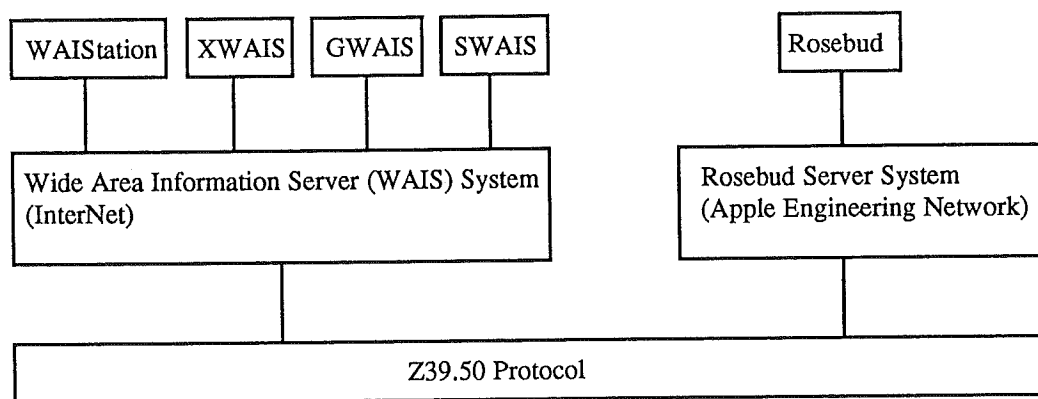 WAIStation
XWAIS
GWAIS
SWAIS
Rosebud
Wide Area Information Server (WAIS) System
(InterNet)
Rosebud Server System
(Apple Engineering Network)
Z39.50 Protocol